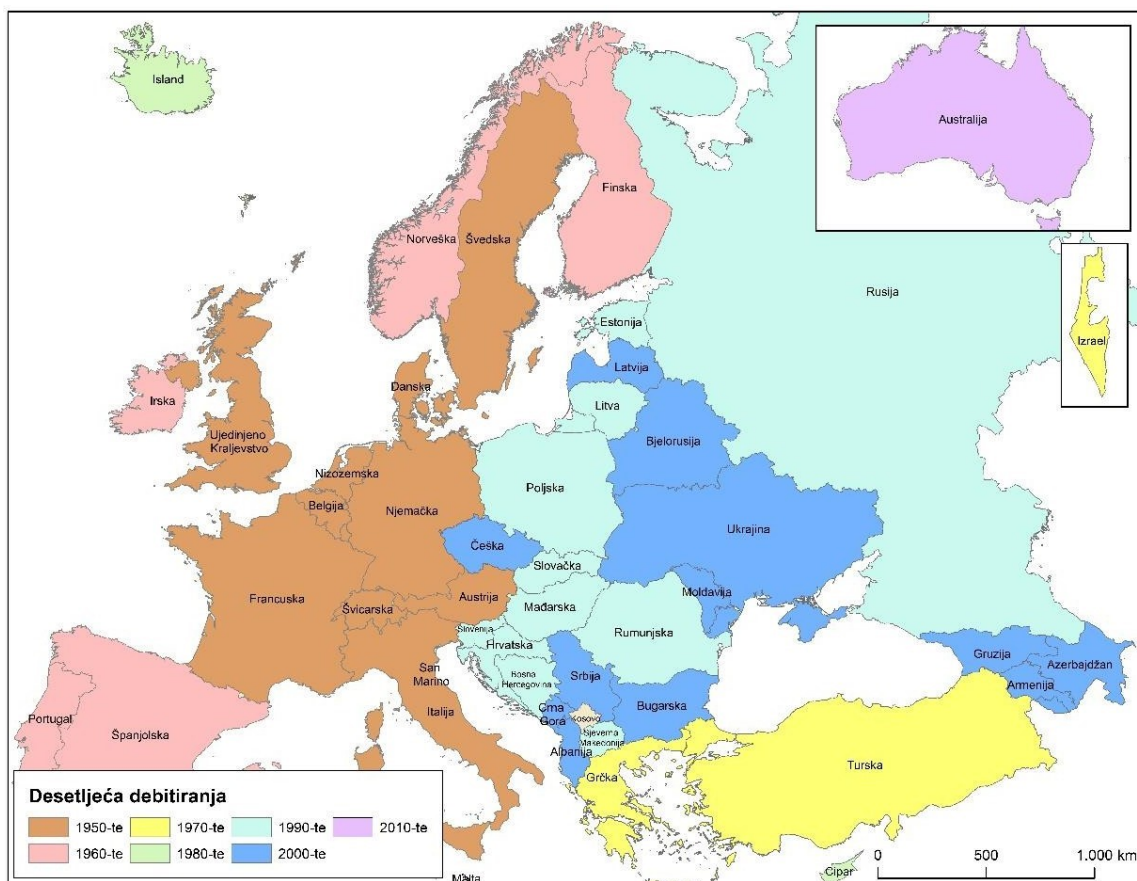 Island
Australija
Finska
Norveška
Švedska
Rusija
Izrael
Estonija
Latvija
Danska
Litva
Irska
Ujedinjeno
Kraljevstvo
Bjelorusija
Nizozemska
Poljska
Belgija
Njemačka
Ukrajina
Češka
Slovačka
Moldavija
Francuska
Švicarska
Austrija
Mađarska
Slovenija
Hrvatska
Rumunjska
Gruzija
Azerbajdžan
San
Marino
Bosna
Hercegovina
Srbija
Armenija
Italija
Crna
Gora
Bugarska
Portugal
Španjolska
Kosovo
Sjeverna
Makeconija
Albanija
Grčka
Turska
Desetljeća debitiranja
1950-te 1970-te 1990-te 2010-te
1960-te 1980-te 2000-te
Malta
Cipar
0 500 1.000 km